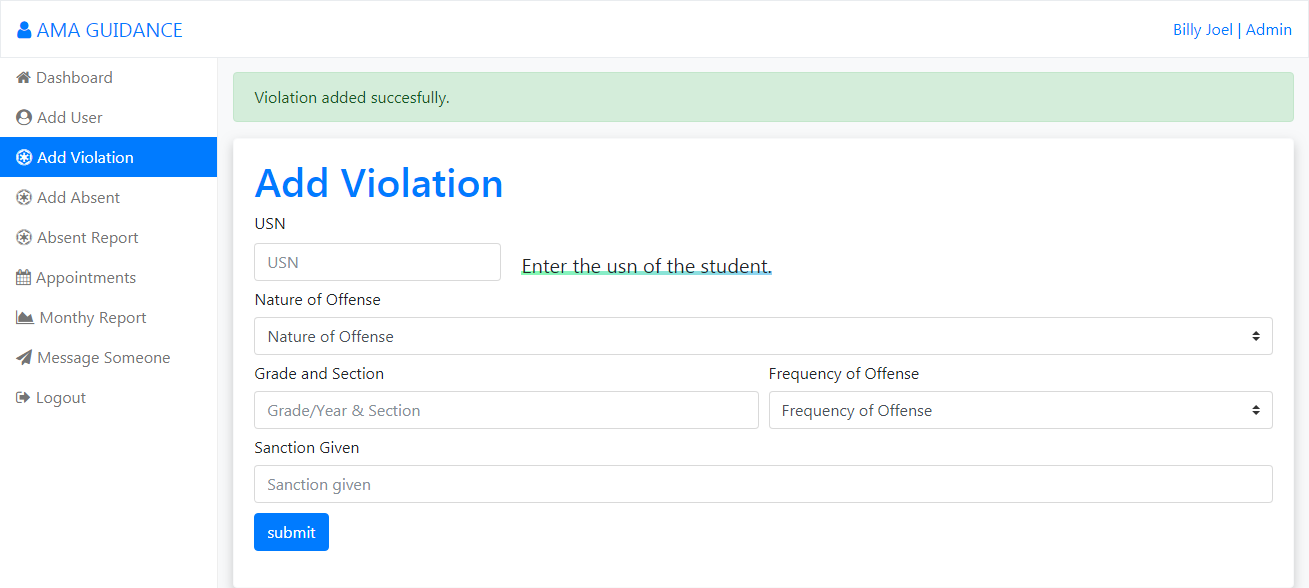 AMA GUIDANCE
Billy Joel | Admin
Dashboard
Add User
Add Violation
Add Absent
Absent Report
Appointments
Monthy Report
Message Someone
Logout
Violation added succesfully.
Add Violation
USN
USN
Enter the usn of the student.
Nature of Offense
Nature of Offense
Grade and Section
Frequency of Offense
Grade/Year & Section
Frequency of Offense
Sanction Given
Sanction given
submit